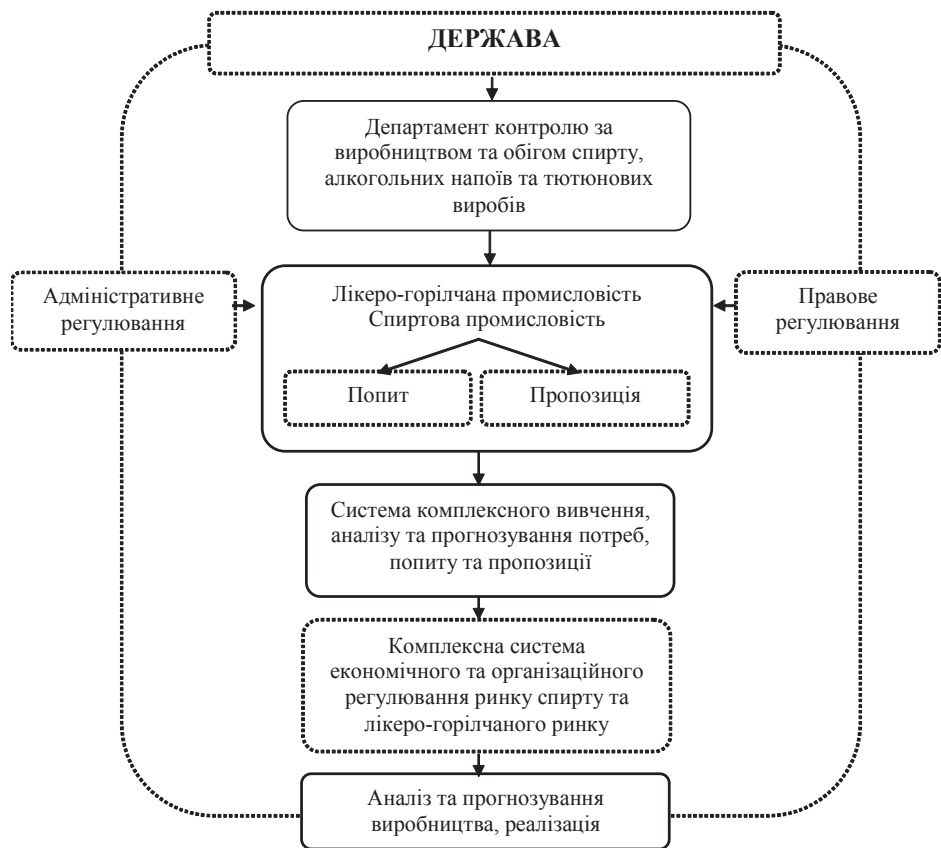 ДЕРЖАВА
Департамент контролю за
виробництвом та обігом спирту,
алкогольних напоїв та тютюнових
виробів
Адміністративне
регулювання
Лікеро-горілчана промисловість
Спиртова промисловість
Правове
регулювання
Попит
Пропозиція
Система комплексного вивчення,
аналізу та прогнозування потреб,
попиту та пропозиції
Комплексна система
економічного та організаційного
регулювання ринку спирту та
лікеро-горілчаного ринку
Аналіз та прогнозування
виробництва, реалізація